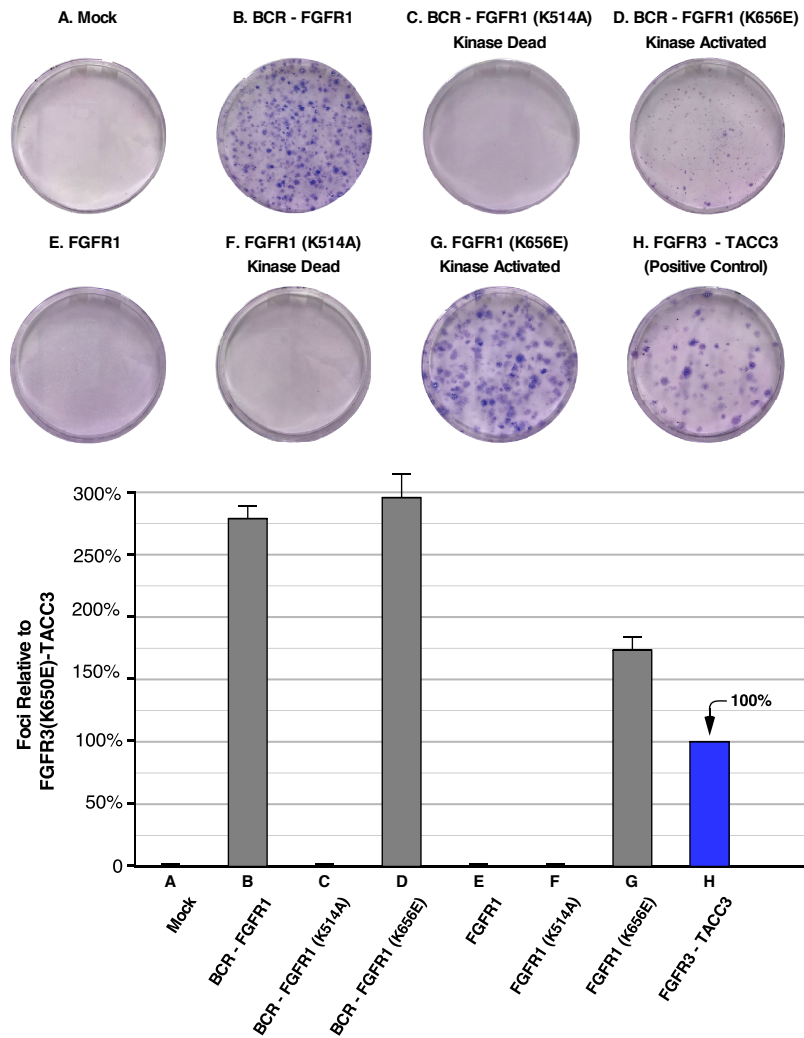 A. Mock
B. BCR - FGFR1
C. BCR - FGFR1 (K514A)
Kinase Dead
D. BCR - FGFR1 (K656E)
Kinase Activated
E. FGFR1
F. FGFR1 (K514A)
Kinase Dead
G. FGFR1 (K656E)
Kinase Activated
H. FGFR3 - TACC3
(Positive Control)
Foci Relative to
FGFR3(K650E)-TACC3
300%
250%
200%
150%
100%
50%
0
100%
A
B
C
D
E
F
G
H
Mock
BCR - FGFR1
BCR - FGFR1 (K514A)
BCR - FGFR1 (K656E)
FGFR1
FGFR1 (K514A)
FGFR1 (K656E)
FGFR3 - TACC3